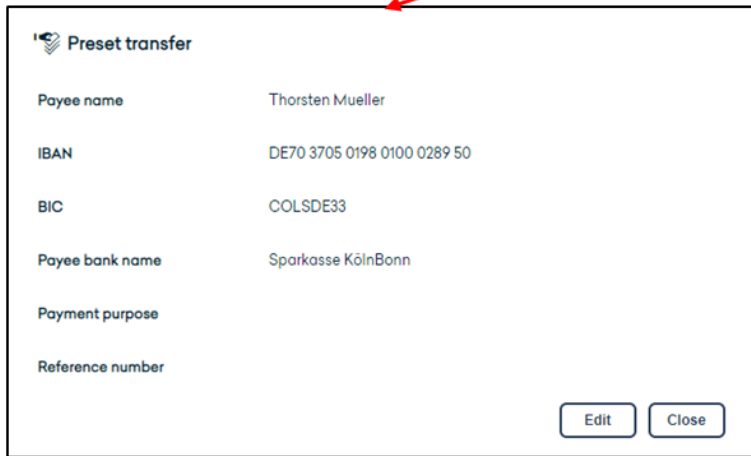 Preset transfer
Payee name Thorsten Mueller
IBAN DE70 3705 0198 0100 0289 50
BIC COLSDE33
Payee bank name Sparkasse KölnBonn
Payment purpose
Reference number
Edit Close